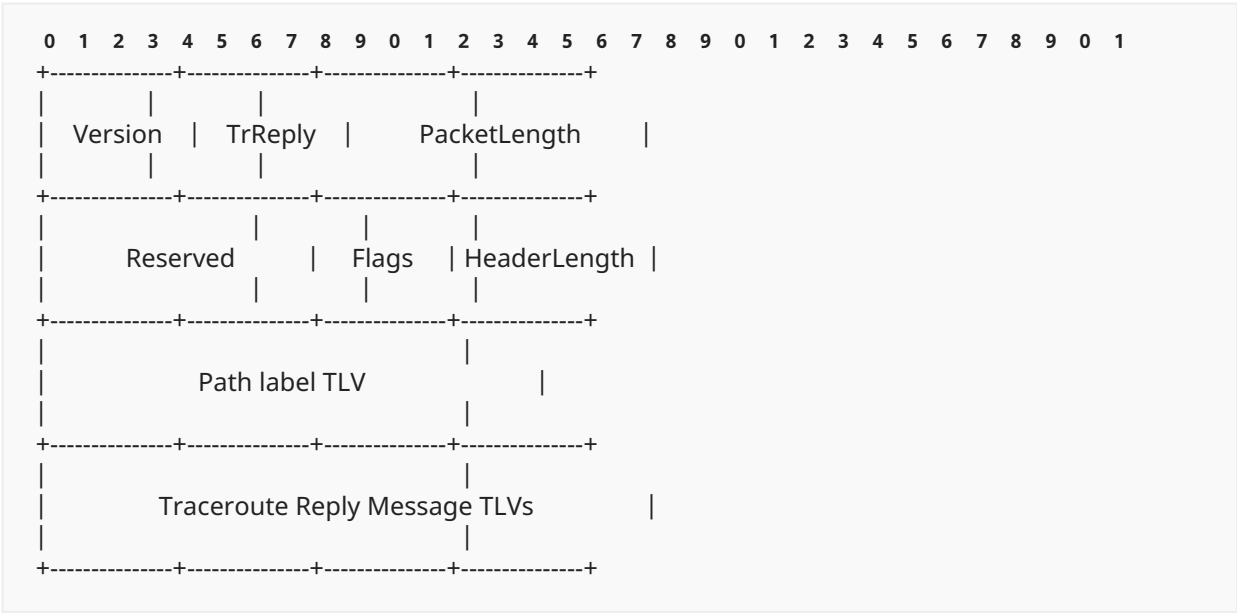 0 1 2 3 4 5 6 7 8 9 0 1 2 3 4 5 6 7 8 9 0 1 2 3 4 5 6 7 8 9 0 1
+---------------+---------------+---------------+---------------+
| | | |
| Version | TrReply | PacketLength |
| | | |
+---------------+---------------+---------------+---------------+
| | | |
| Reserved | Flags | HeaderLength |
| | | |
+---------------+---------------+---------------+---------------+
| |
| Path label TLV |
| |
+---------------+---------------+---------------+---------------+
| |
| Traceroute Reply Message TLVs |
| |
+---------------+---------------+---------------+---------------+